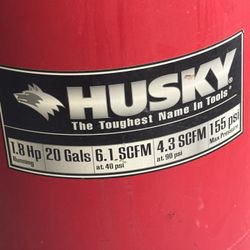 HUSKY
The Toughest Name In Tools
1.8 Hp 20 Gals 6.1 SCFM 4.3 SCFM 155 psi
Running at 40 psi at 90 psi Max Pressure